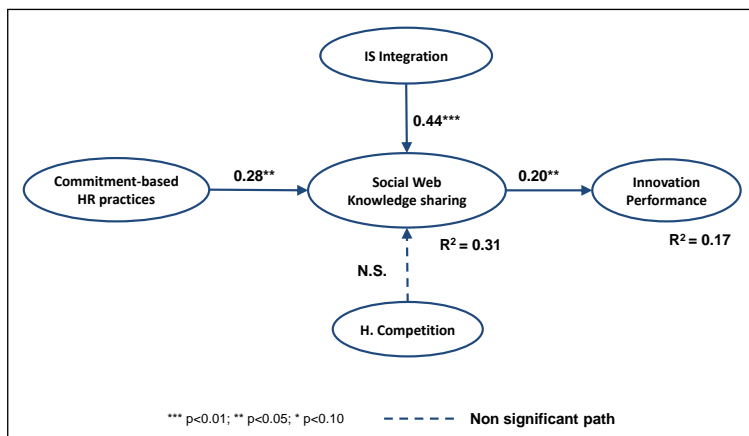 IS Integration
0.44***
Commitment-based
HR practices
0.28**
Social Web
Knowledge sharing
0.20**
Innovation
Performance
R² = 0.31
R² = 0.17
N.S.
H. Competition
*** p<0.01; ** p<0.05; * p<0.10
Non significant path